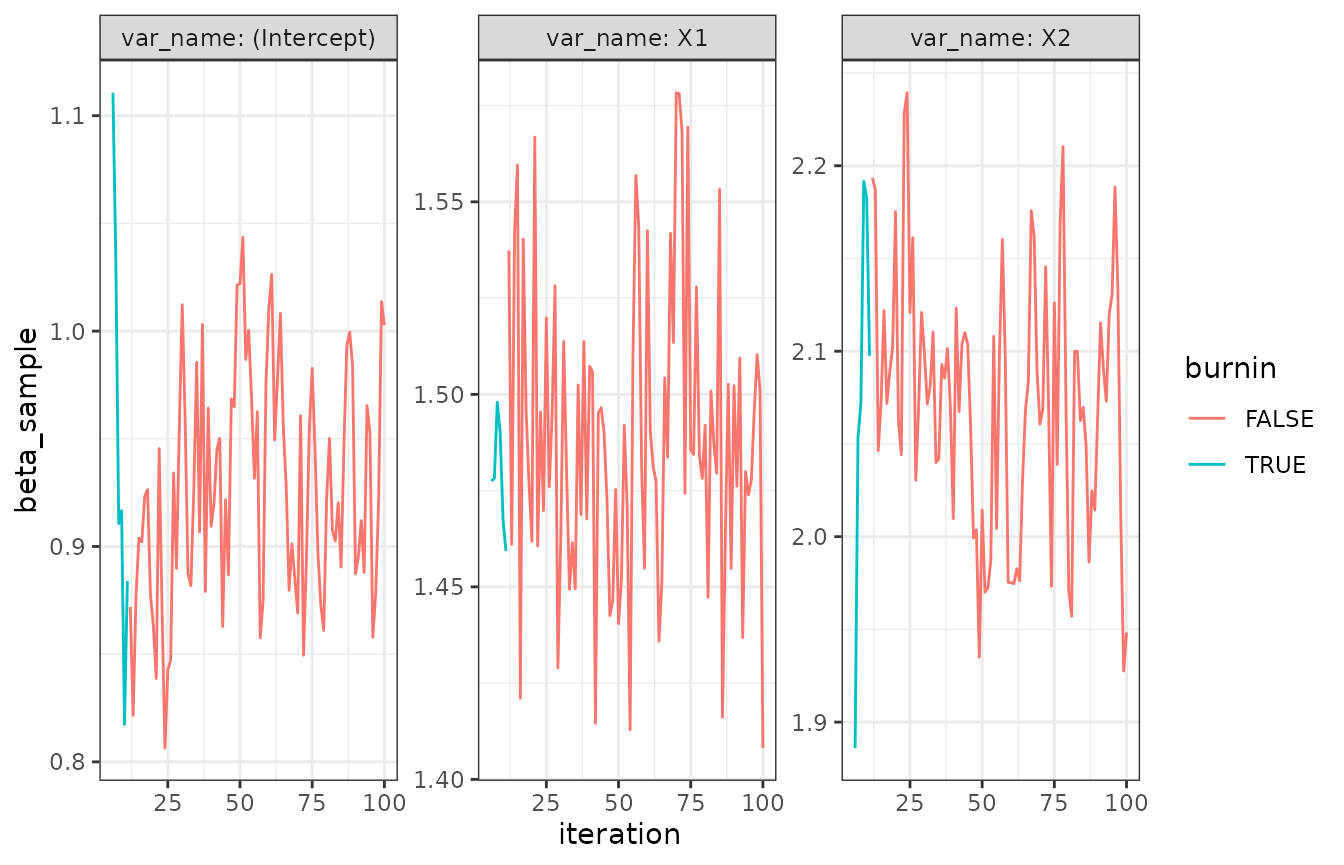 var_name: (Intercept)
var_name: X1
var_name: X2
beta_sample
1.1
1.0
0.9
0.8
1.55
1.50
1.45
1.40
2.2
2.1
2.0
1.9
25 50 75 100
25 50 75 100
25 50 75 100
iteration
burnin
FALSE
TRUE